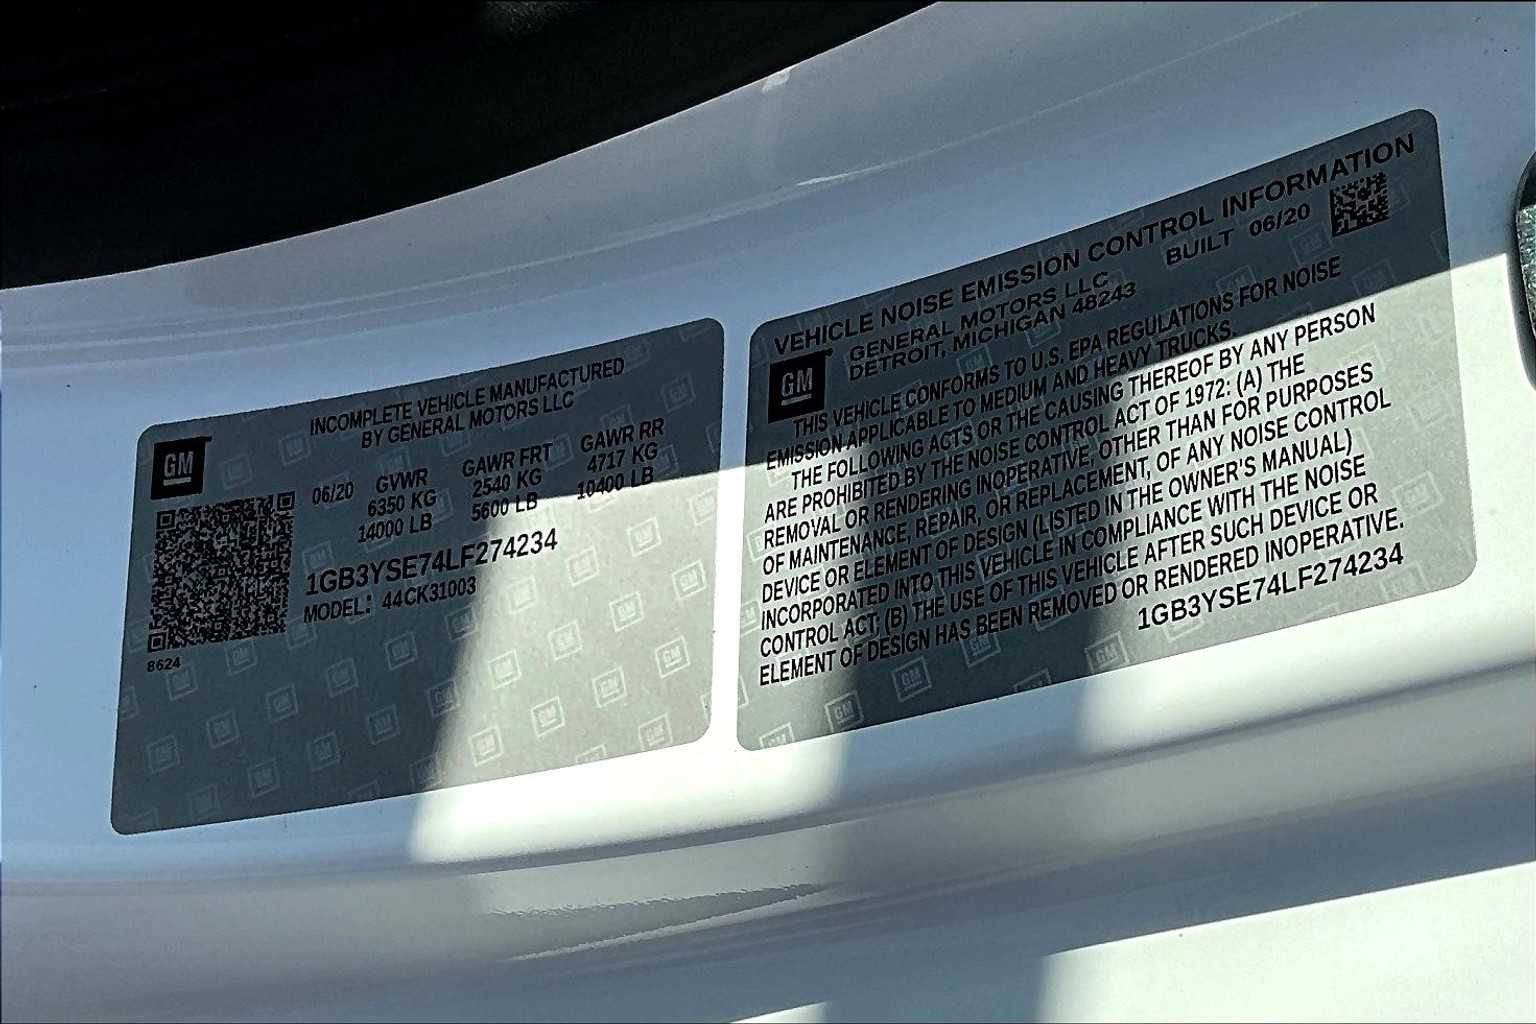 INCOMPLETE VEHICLE MANUFACTURED
BY GENERAL MOTORS LLC
GM
06/20 GVWR GAWR FRT GAWR RR
6350 KG 2540 KG 4717 KG
14000 LB 5600 LB 10400 LB
1GB3YSE74LF274234
MODEL: 44CK31003
8624
VEHICLE NOISE EMISSION CONTROL INFORMATION
GM
GENERAL MOTORS LLC BUILT 06/20
DETROIT, MICHIGAN 48243
THIS VEHICLE CONFORMS TO U.S. EPA REGULATIONS FOR NOISE
EMISSION APPLICABLE TO MEDIUM AND HEAVY TRUCKS.
THE FOLLOWING ACTS OR THE CAUSING THEREOF BY ANY PERSON
ARE PROHIBITED BY THE NOISE CONTROL ACT OF 1972: (A) THE
REMOVAL OR RENDERING INOPERATIVE, OTHER THAN FOR PURPOSES
OF MAINTENANCE, REPAIR, OR REPLACEMENT, OF ANY NOISE CONTROL
DEVICE OR ELEMENT OF DESIGN (LISTED IN THE OWNER'S MANUAL)
INCORPORATED INTO THIS VEHICLE IN COMPLIANCE WITH THE NOISE
CONTROL ACT; (B) THE USE OF THIS VEHICLE AFTER SUCH DEVICE OR
ELEMENT OF DESIGN HAS BEEN REMOVED OR RENDERED INOPERATIVE.
1GB3YSE74LF274234